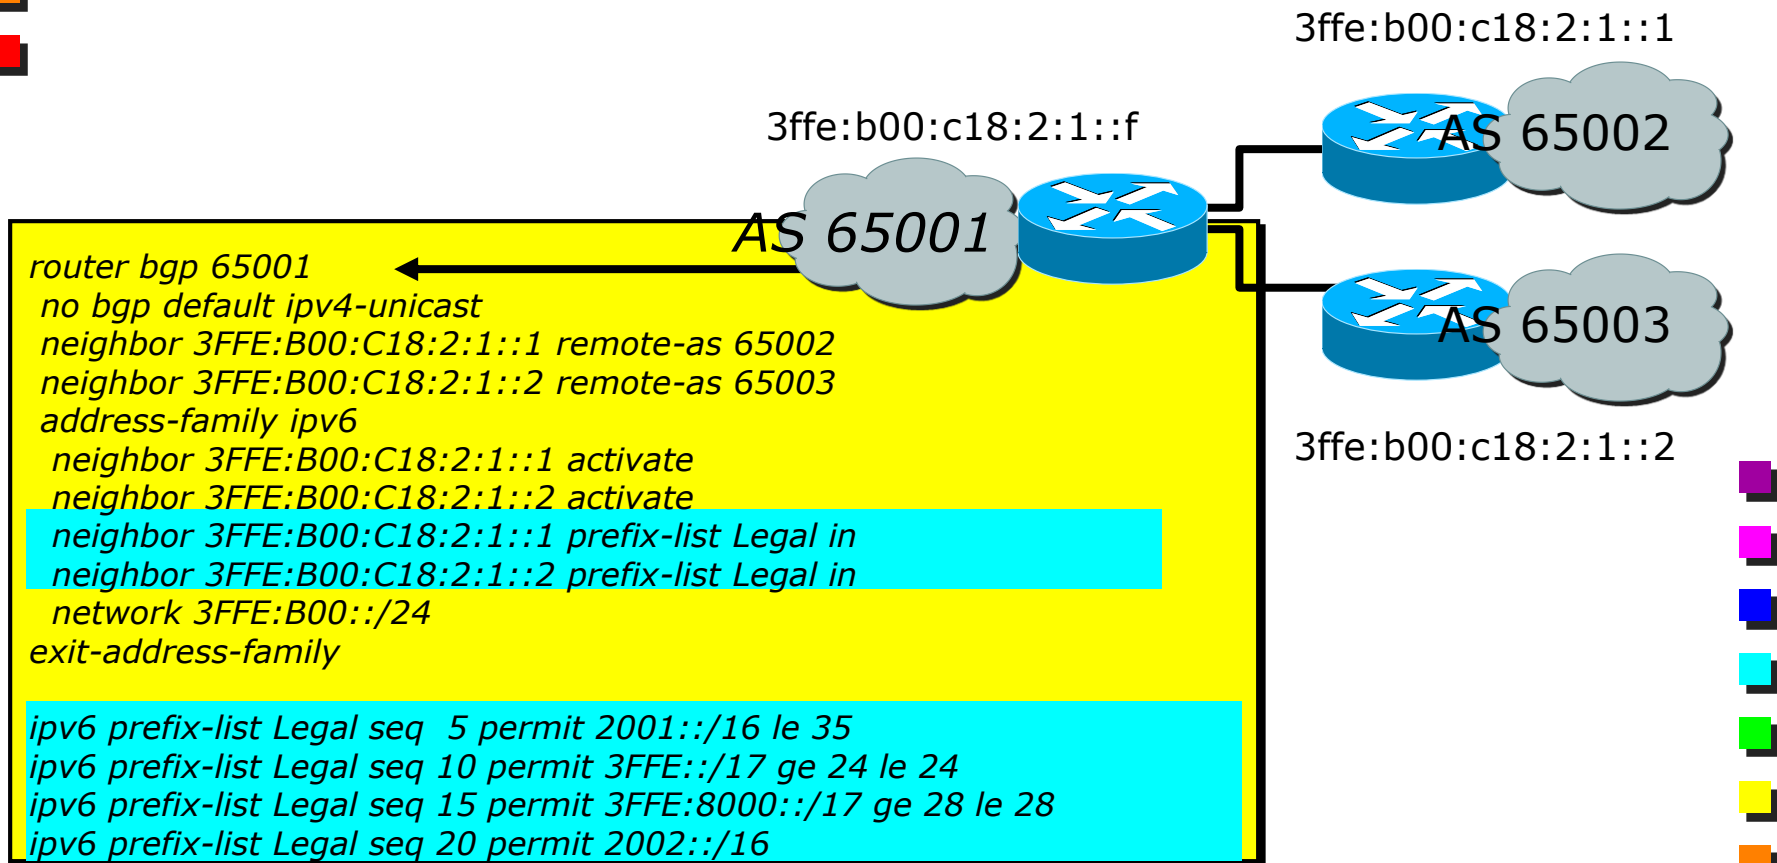 3ffe:b00:c18:2:1::1
3ffe:b00:c18:2:1::f
AS 65002
AS 65001
AS 65003
3ffe:b00:c18:2:1::2
router bgp 65001
no bgp default ipv4-unicast
neighbor 3FFE:B00:C18:2:1::1 remote-as 65002
neighbor 3FFE:B00:C18:2:1::2 remote-as 65003
address-family ipv6
neighbor 3FFE:B00:C18:2:1::1 activate
neighbor 3FFE:B00:C18:2:1::2 activate
neighbor 3FFE:B00:C18:2:1::1 prefix-list Legal in
neighbor 3FFE:B00:C18:2:1::2 prefix-list Legal in
network 3FFE:B00::/24
exit-address-family
ipv6 prefix-list Legal seq  5 permit 2001::/16 le 35
ipv6 prefix-list Legal seq 10 permit 3FFE::/17 ge 24 le 24
ipv6 prefix-list Legal seq 15 permit 3FFE:8000::/17 ge 28 le 28
ipv6 prefix-list Legal seq 20 permit 2002::/16